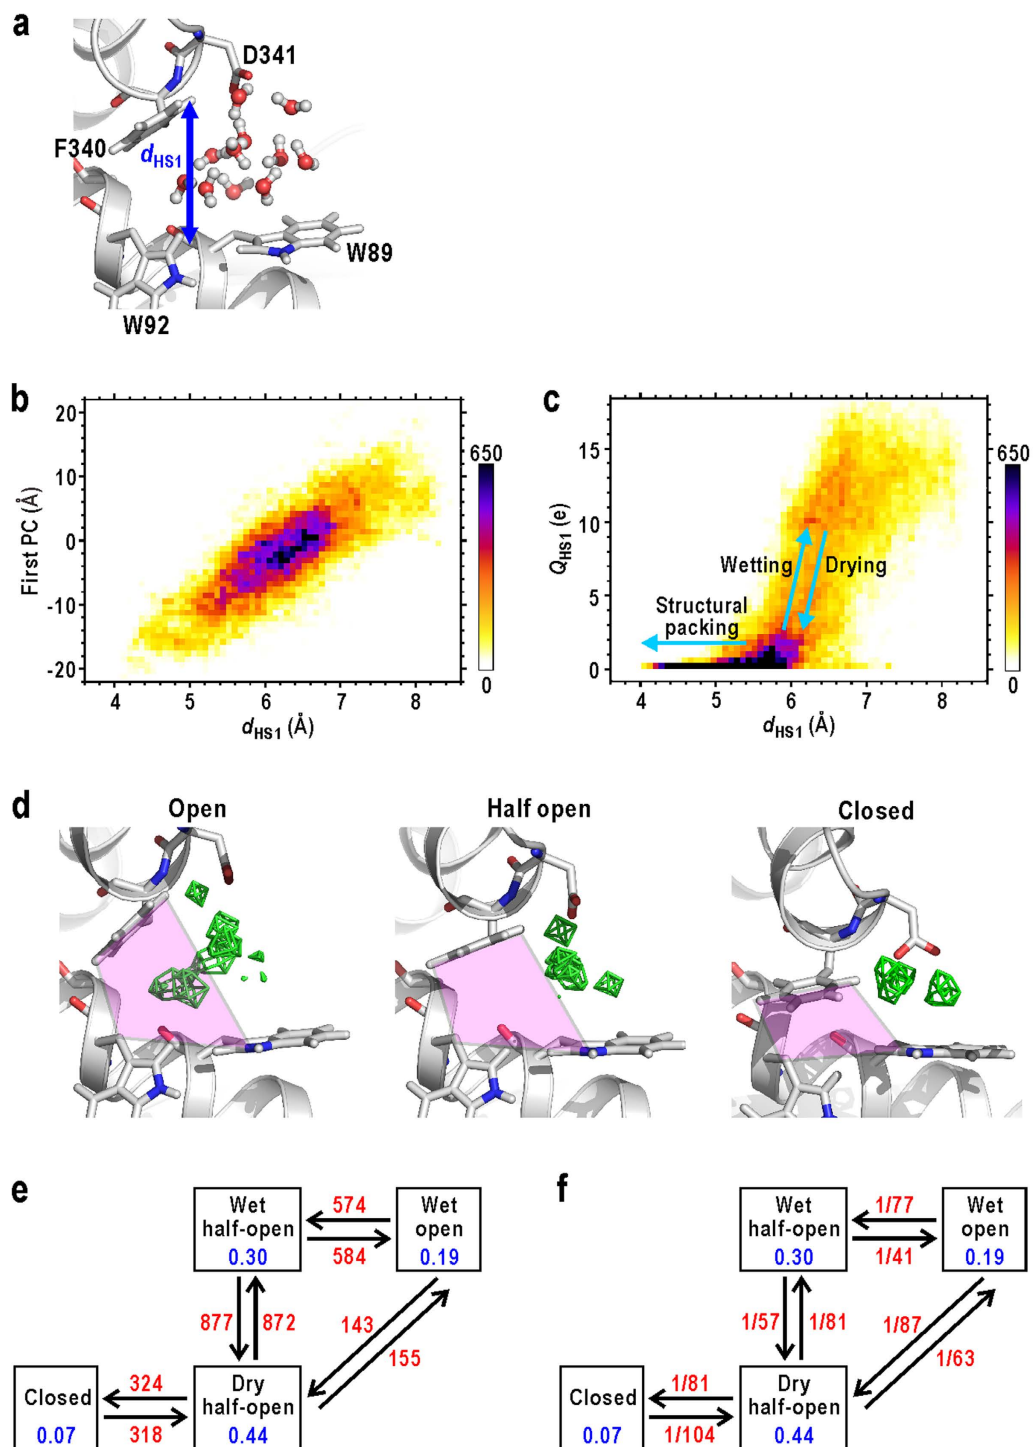 a
D341
F340
dHS1
W89
W92
b
20
10
0
-10
-20
First PC (Å)
4
5
6
7
8
dHS1 (Å)
650
0
c
15
10
5
0
QHS1 (e)
Wetting
Drying
Structural
packing
4
5
6
7
8
dHS1 (Å)
650
0
d
Open
Half open
Closed
e
Wet
half-open
0.30
574
584
Wet
open
0.19
877
872
143
155
Closed
0.07
324
318
Dry
half-open
0.44
f
Wet
half-open
0.30
1/77
1/41
Wet
open
0.19
1/57
1/81
1/87
1/63
Closed
0.07
1/81
1/104
Dry
half-open
0.44